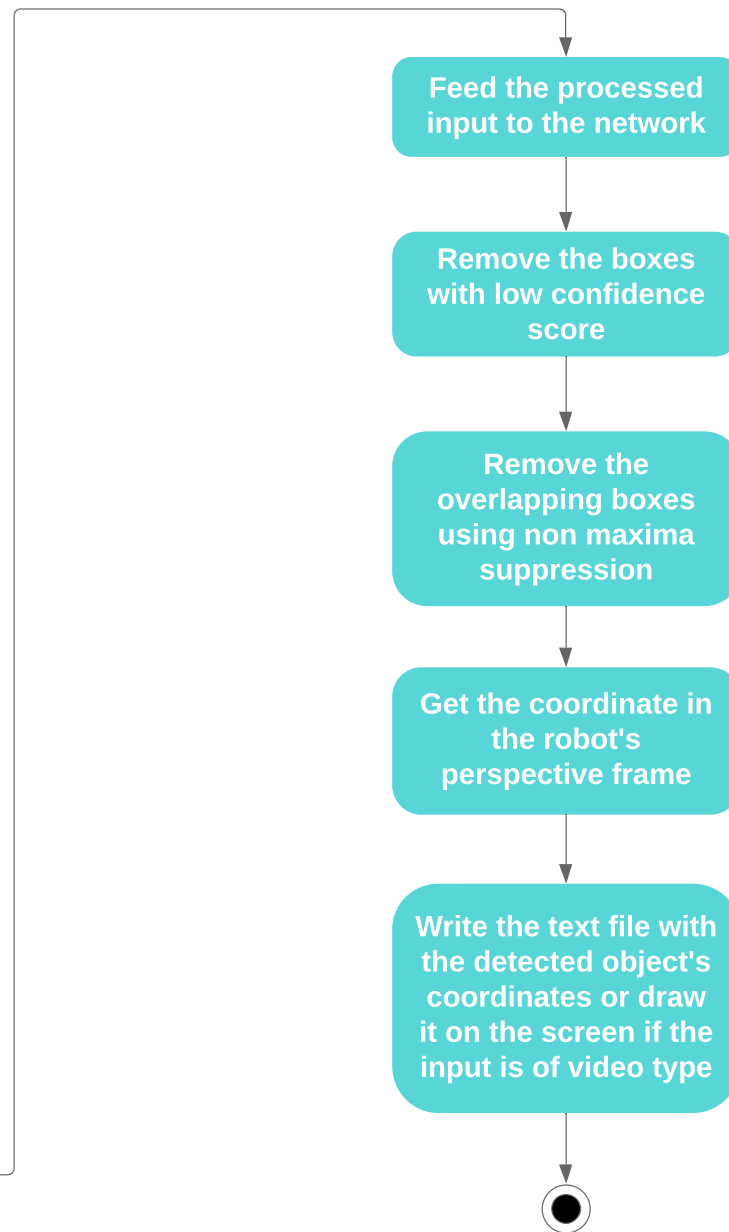 Feed the processed
input to the network
Remove the boxes
with low confidence
score
Remove the
overlapping boxes
using non maxima
suppression
Get the coordinate in
the robot's
perspective frame
Write the text file with
the detected object's
coordinates or draw
it on the screen if the
input is of video type